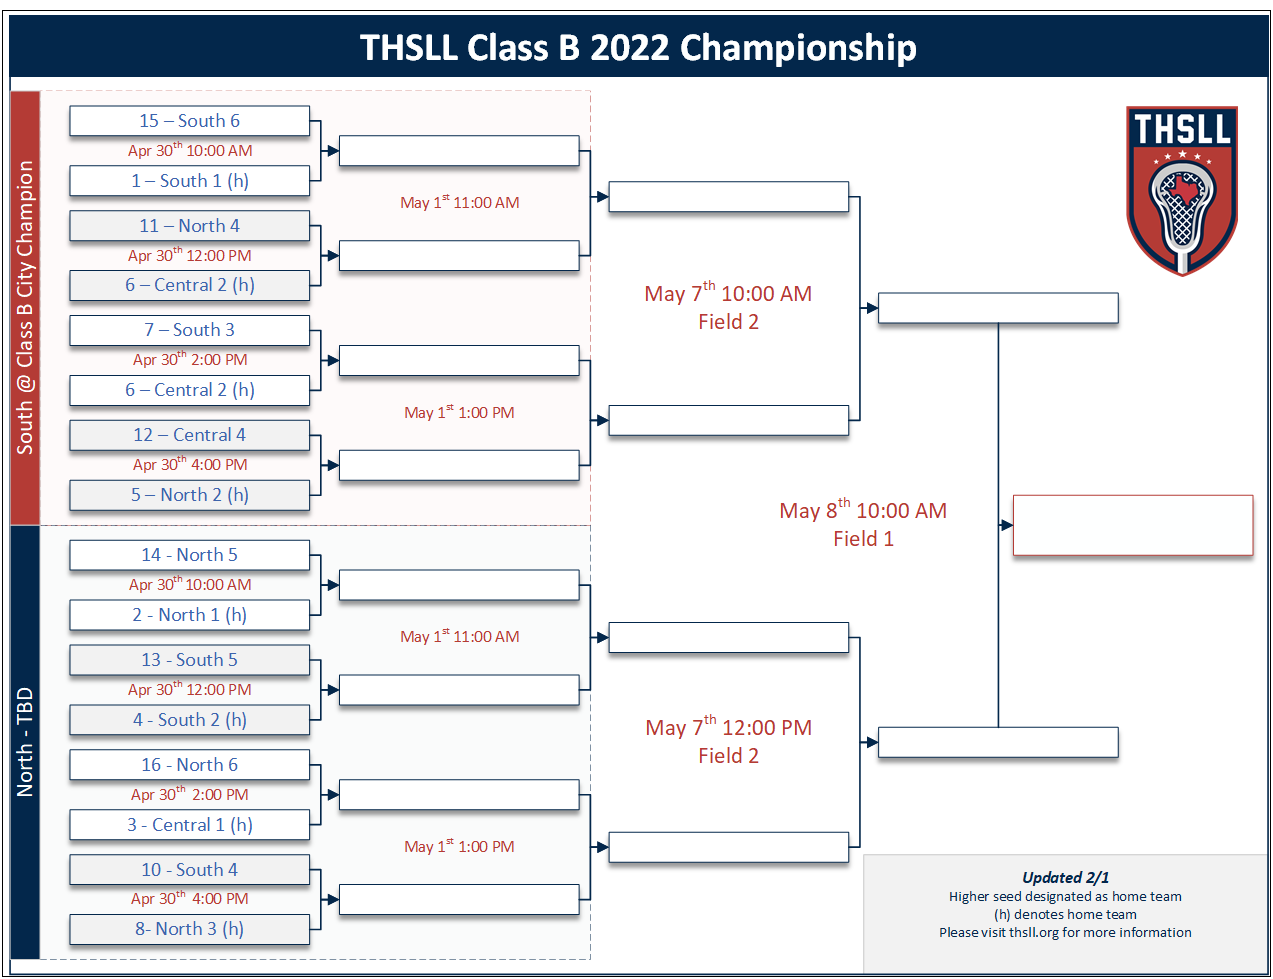 THSLL Class B 2022 Championship
THSLL
South @ Class B City Champion
15 – South 6
Apr 30th 10:00 AM
1 – South 1 (h)
11 – North 4
Apr 30th 12:00 PM
6 – Central 2 (h)
7 – South 3
Apr 30th 2:00 PM
6 – Central 2 (h)
12 – Central 4
Apr 30th 4:00 PM
5 – North 2 (h)
May 1st 11:00 AM
May 1st 1:00 PM
May 7th 10:00 AM
Field 2
May 8th 10:00 AM
Field 1
North - TBD
14 - North 5
Apr 30th 10:00 AM
2 - North 1 (h)
13 - South 5
Apr 30th 12:00 PM
4 - South 2 (h)
16 - North 6
Apr 30th 2:00 PM
3 - Central 1 (h)
10 - South 4
Apr 30th 4:00 PM
8- North 3 (h)
May 1st 11:00 AM
May 1st 1:00 PM
May 7th 12:00 PM
Field 2
Updated 2/1
Higher seed designated as home team
(h) denotes home team
Please visit thsll.org for more information